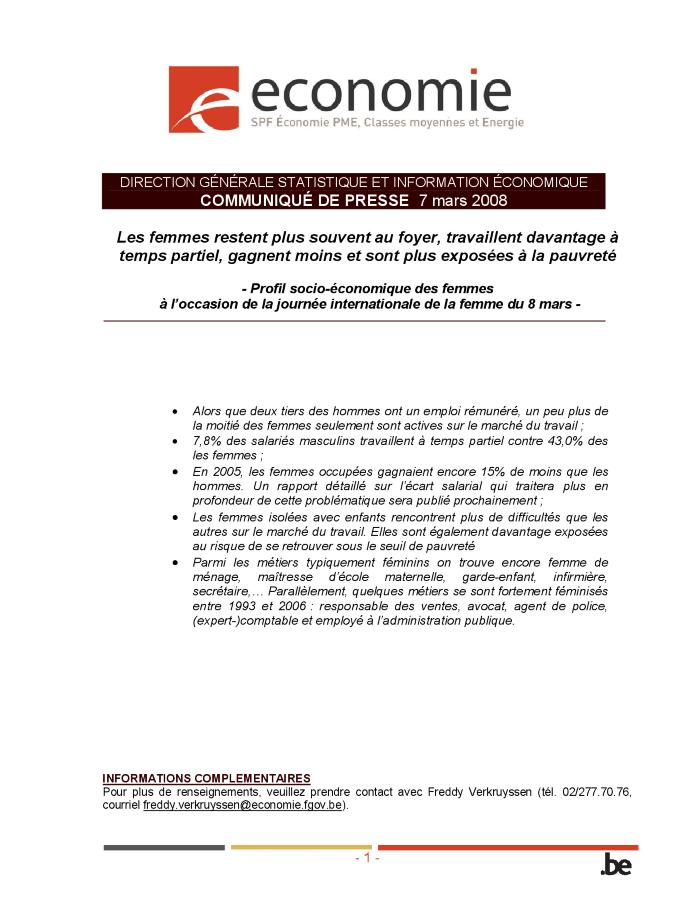 economie
SPF Économie PME, Classes moyennes et Energie
DIRECTION GÉNÉRALE STATISTIQUE ET INFORMATION ÉCONOMIQUE
COMMUNIQUÉ DE PRESSE 7 mars 2008
Les femmes restent plus souvent au foyer, travaillent davantage à
temps partiel, gagnent moins et sont plus exposées à la pauvreté
- Profil socio-économique des femmes
à l’occasion de la journée internationale de la femme du 8 mars -
• Alors que deux tiers des hommes ont un emploi rémunéré, un peu plus de
la moitié des femmes seulement sont actives sur le marché du travail ;
• 7,8% des salariés masculins travaillent à temps partiel contre 43,0% des
les femmes ;
• En 2005, les femmes occupées gagnaient encore 15% de moins que les
hommes. Un rapport détaillé sur l’écart salarial qui traitera plus en
profondeur de cette problématique sera publié prochainement ;
• Les femmes isolées avec enfants rencontrent plus de difficultés que les
autres sur le marché du travail. Elles sont également davantage exposées
au risque de se retrouver sous le seuil de pauvreté
• Parmi les métiers typiquement féminins on trouve encore femme de
ménage, maîtresse d’école maternelle, garde-enfant, infirmière,
secrétaire,… Parallèlement, quelques métiers se sont fortement féminisés
entre 1993 et 2006 : responsable des ventes, avocat, agent de police,
(expert-)comptable et employé à l’administration publique.
INFORMATIONS COMPLEMENTAIRES
Pour plus de renseignements, veuillez prendre contact avec Freddy Verkruyssen (tél. 02/277.70.76,
courriel freddy.verkruyssen@economie.fgov.be).
- 1 -
.be